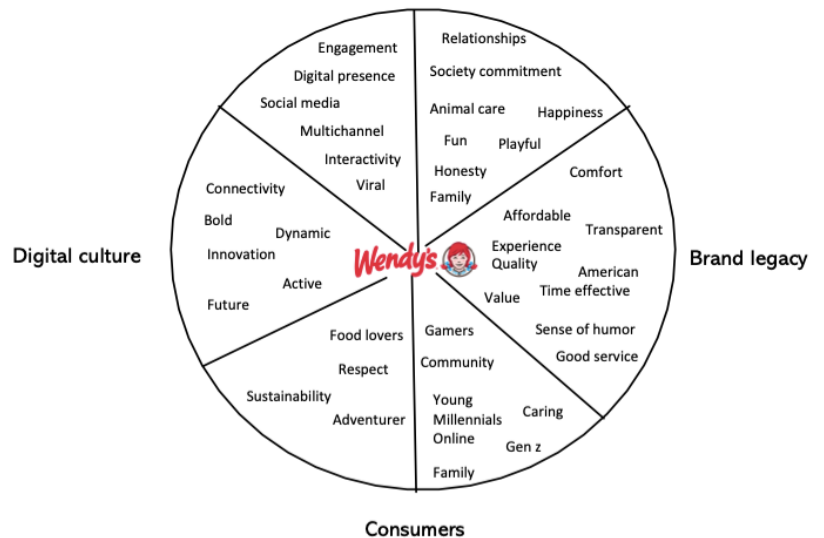 Engagement
Digital presence
Social media
Multichannel
Interactivity
Viral
Relationships
Society commitment
Animal care
Happiness
Fun
Playful
Honesty
Family
Connectivity
Bold
Dynamic
Innovation
Active
Future
Digital culture
Wendy's
Comfort
Affordable
Transparent
Experience
Quality
American
Time effective
Value
Sense of humor
Good service
Brand legacy
Food lovers
Respect
Sustainability
Adventurer
Gamers
Community
Young
Millennials
Online
Caring
Gen z
Family
Consumers